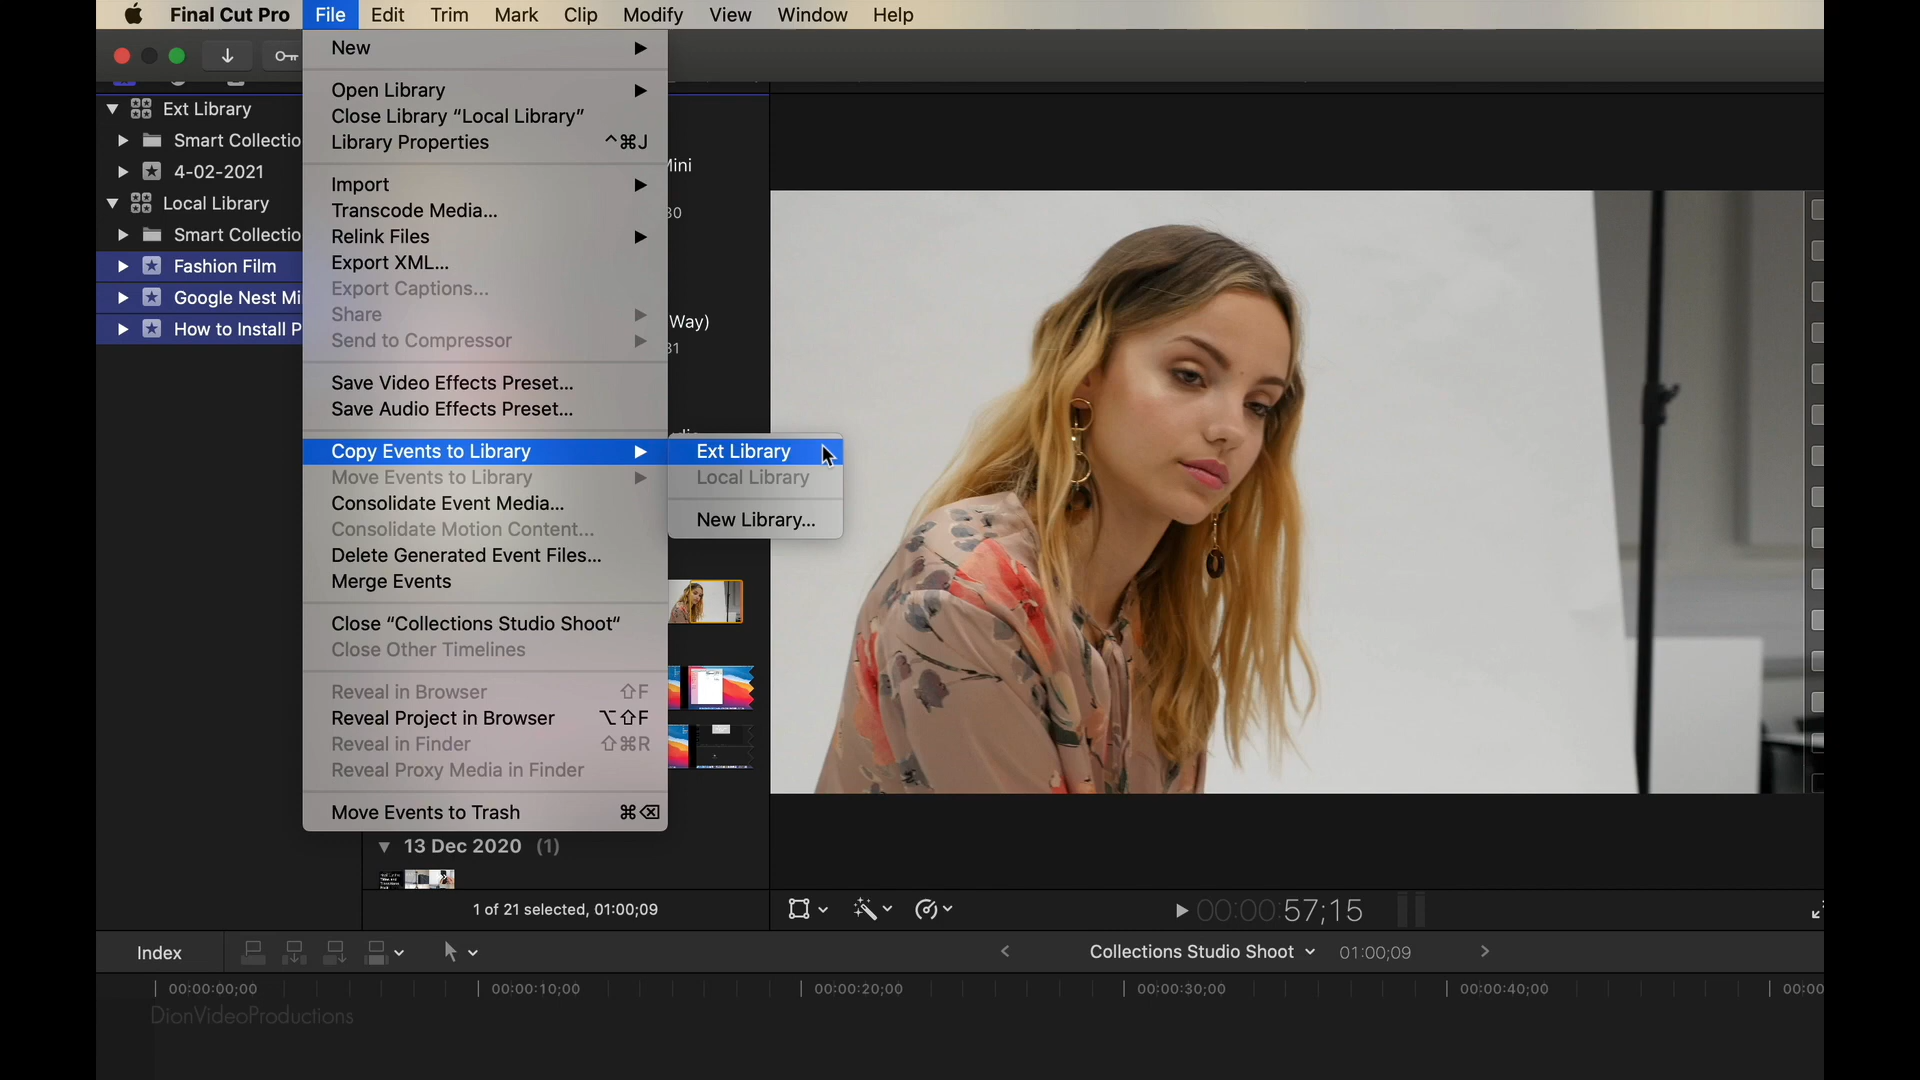 Final Cut Pro File Edit Trim Mark Clip Modify View Window Help
New
Open Library
Close Library “Local Library”
Library Properties ^⌘J
Import
Transcode Media...
Relink Files
Export XML...
Export Captions...
Share
Send to Compressor
Save Video Effects Preset...
Save Audio Effects Preset...
Copy Events to Library
Move Events to Library
Consolidate Event Media...
Consolidate Motion Content...
Delete Generated Event Files...
Merge Events
Close “Collections Studio Shoot“
Close Other Timelines
Reveal in Browser ⇧F
Reveal Project in Browser ⌥⇧F
Reveal in Finder ⇧⌘R
Reveal Proxy Media in Finder
Move Events to Trash ⌘⌫
Ext Library
Local Library
New Library...
Ext Library
Smart Collectio
4-02-2021
Local Library
Smart Collectio
Fashion Film
Google Nest Mi
How to Install P
Mini
30
Way)
31
13 Dec 2020 (1)
1 of 21 selected, 01:00;09
00:00:57;15
Index
Collections Studio Shoot 01:00;09
00:00:00;00 00:00:10;00 00:00:20;00 00:00:30;00 00:00:40;00 00:00
DionVideoProductions